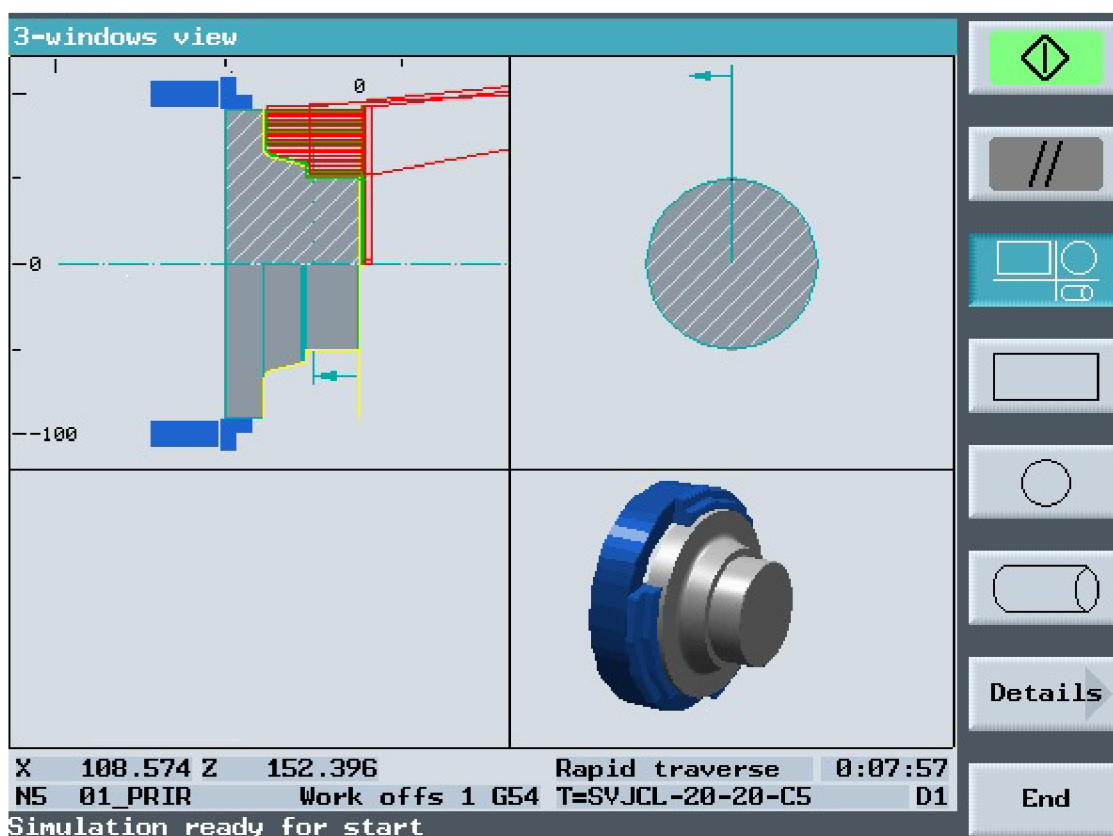 3-windows view
0
0
-100
Details
X 108.574 Z 152.396 Rapid traverse 0:07:57
N5 01_PRIR Work offs 1 G54 T=SVJCL-20-20-C5 D1
End
Simulation ready for start